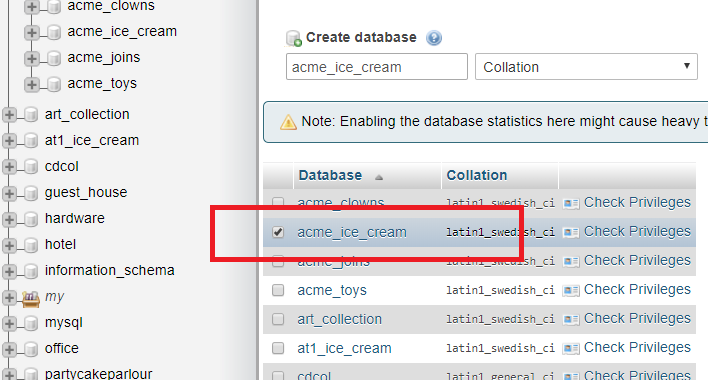 acme_clowns
acme_ice_cream
acme_joins
acme_toys
art_collection
at1_ice_cream
cdcol
guest_house
hardware
hotel
information_schema
my
mysql
office
partycakeparlour
Create database
acme_ice_cream Collation
Note: Enabling the database statistics here might cause heavy t
Database Collation
acme_clowns latin1_swedish_ci Check Privileges
acme_ice_cream latin1_swedish_ci Check Privileges
acme_joins latin1_swedish_ci Check Privileges
acme_toys latin1_swedish_ci Check Privileges
art_collection latin1_swedish_ci Check Privileges
at1_ice_cream latin1_swedish_ci Check Privileges
cdcol latin1_general_ci Check Privileges